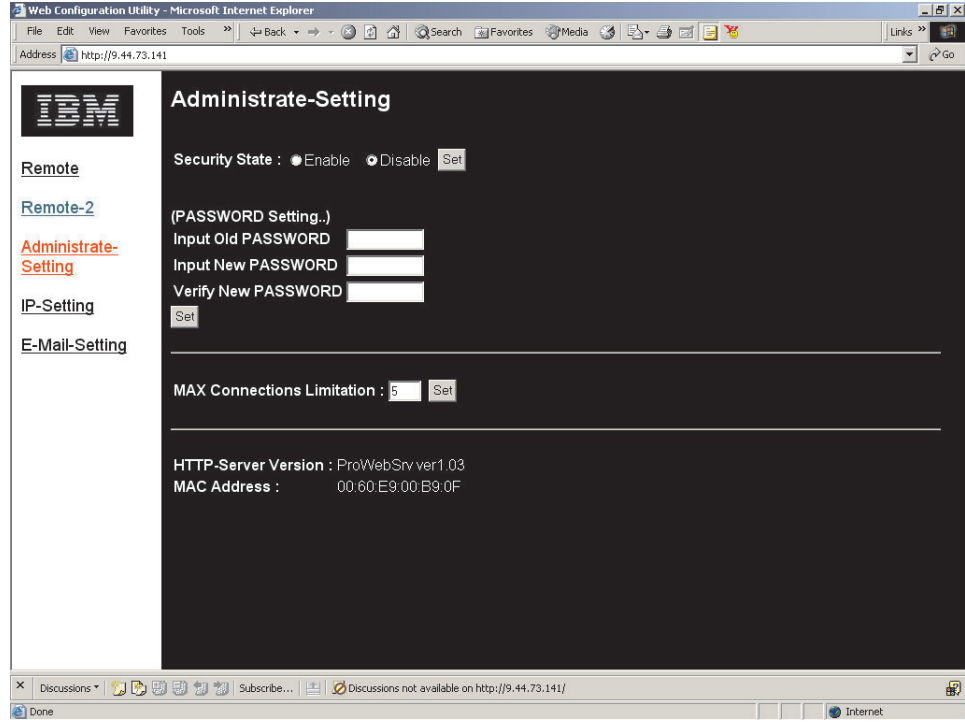 Web Configuration Utility - Microsoft Internet Explorer
File Edit View Favorites Tools » Back Search Favorites Media Links »
Address http://9.44.73.141 Go
IBM
Administrate-Setting
Security State : Enable Disable Set
Remote
Remote-2
(PASSWORD Setting..)
Input Old PASSWORD
Administrate-
Setting
Input New PASSWORD
Verify New PASSWORD
IP-Setting
Set
E-Mail-Setting
MAX Connections Limitation : 5 Set
HTTP-Server Version : ProWebSrv ver1.03
MAC Address : 00:60:E9:00:B9:0F
Discussions Subscribe... Discussions not available on http://9.44.73.141/
Done Internet